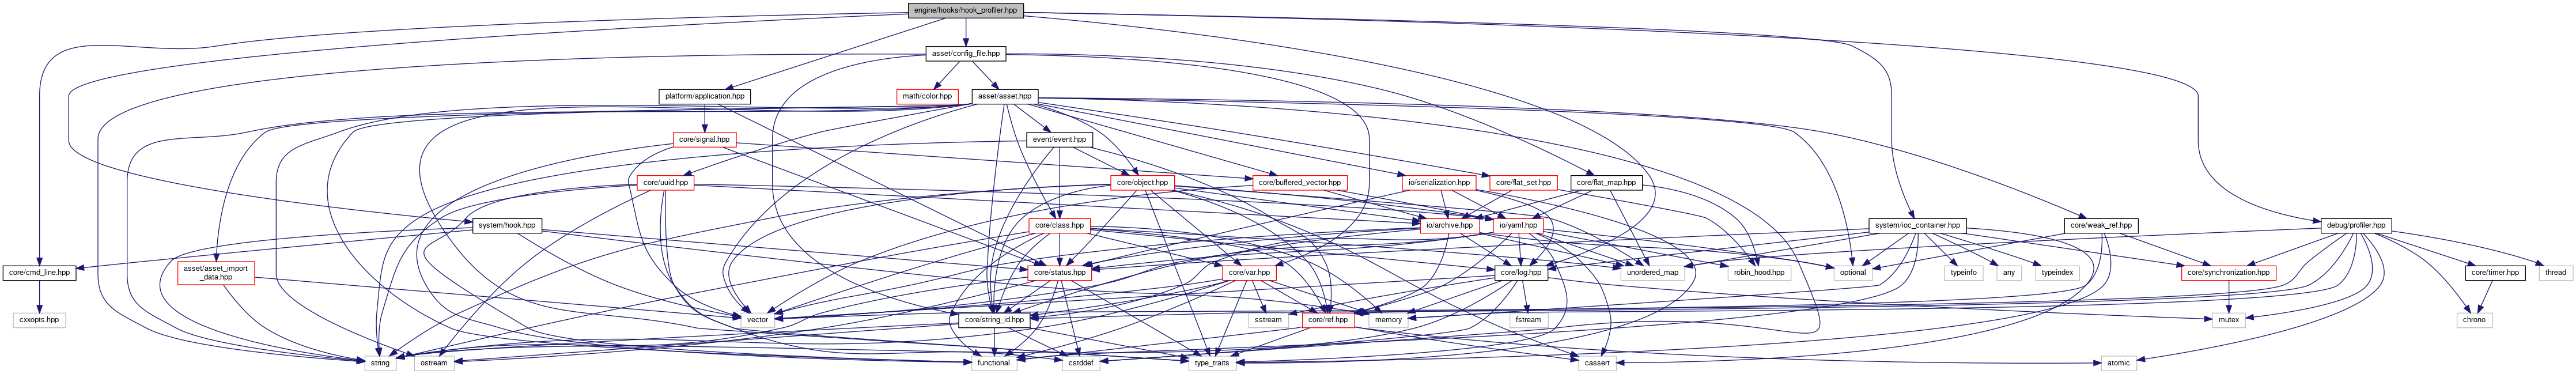 engine/hooks/hook_profiler.hpp
asset/config_file.hpp
platform/application.hpp
math/color.hpp
asset/asset.hpp
core/signal.hpp
event/event.hpp
core/uuid.hpp
core/object.hpp
core/buffered_vector.hpp
io/serialization.hpp
core/flat_set.hpp
core/flat_map.hpp
system/hook.hpp
core/class.hpp
io/archive.hpp
io/yaml.hpp
system/ioc_container.hpp
core/weak_ref.hpp
debug/profiler.hpp
core/cmd_line.hpp
asset/asset_import
_data.hpp
core/status.hpp
core/var.hpp
core/log.hpp
unordered_map
robin_hood.hpp
optional
typeinfo
any
typeindex
core/synchronization.hpp
core/timer.hpp
thread
cxxopts.hpp
vector
core/string_id.hpp
sstream
core/ref.hpp
memory
fstream
mutex
chrono
string
ostream
functional
cstddef
type_traits
cassert
atomic